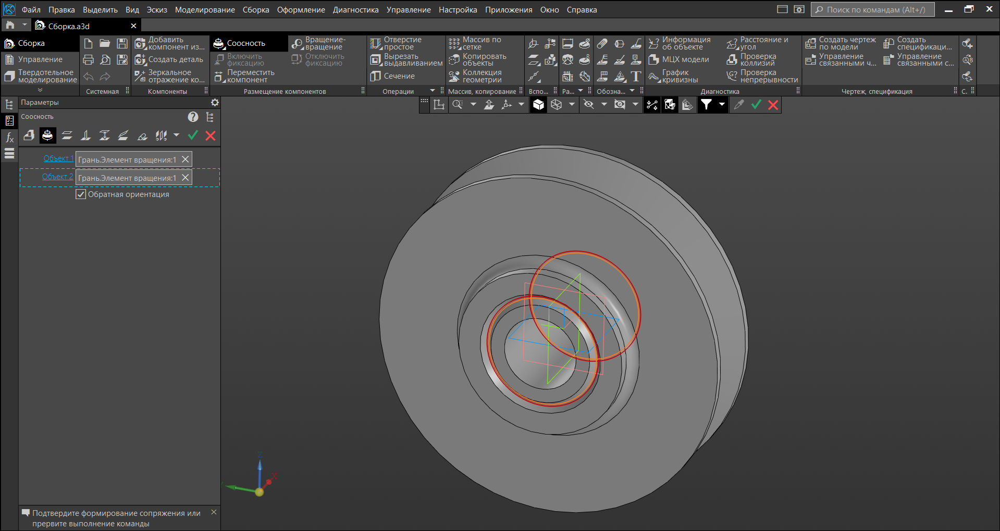 Файл Правка Выделить Вид Эскиз Моделирование Сборка Оформление Диагностика Управление Настройка Приложения Окно Справка Поиск по командам (Alt+/)
Сборка.a3d
Сборка
Управление
Твердотельное моделирование
Системная
Добавить компонент из...
Создать деталь
Зеркальное отражение ко...
Компоненты
Соосность
Включить фиксацию
Переместить компонент
Вращение-вращение
Отключить фиксацию
Размещение компонентов
Отверстие простое
Вырезать выдавливанием
Сечение
Операции
Массив по сетке
Копировать объекты
Коллекция геометрии
Массив, копирование
Вспо...
Ра...
Обозна...
Информация об объекте
МЦХ модели
График кривизны
Расстояние и угол
Проверка коллизий
Проверка непрерывности
Диагностика
Создать чертеж по модели
Управление связанными ч...
Создать спецификаци...
Управление связанными с...
Чертеж, спецификация
С.
Параметры
Соосность
Объект 1 Грань.Элемент вращения:1
Объект 2 Грань.Элемент вращения:1
Обратная ориентация
Z
X
Подтвердите формирование сопряжения или
прервите выполнение команды